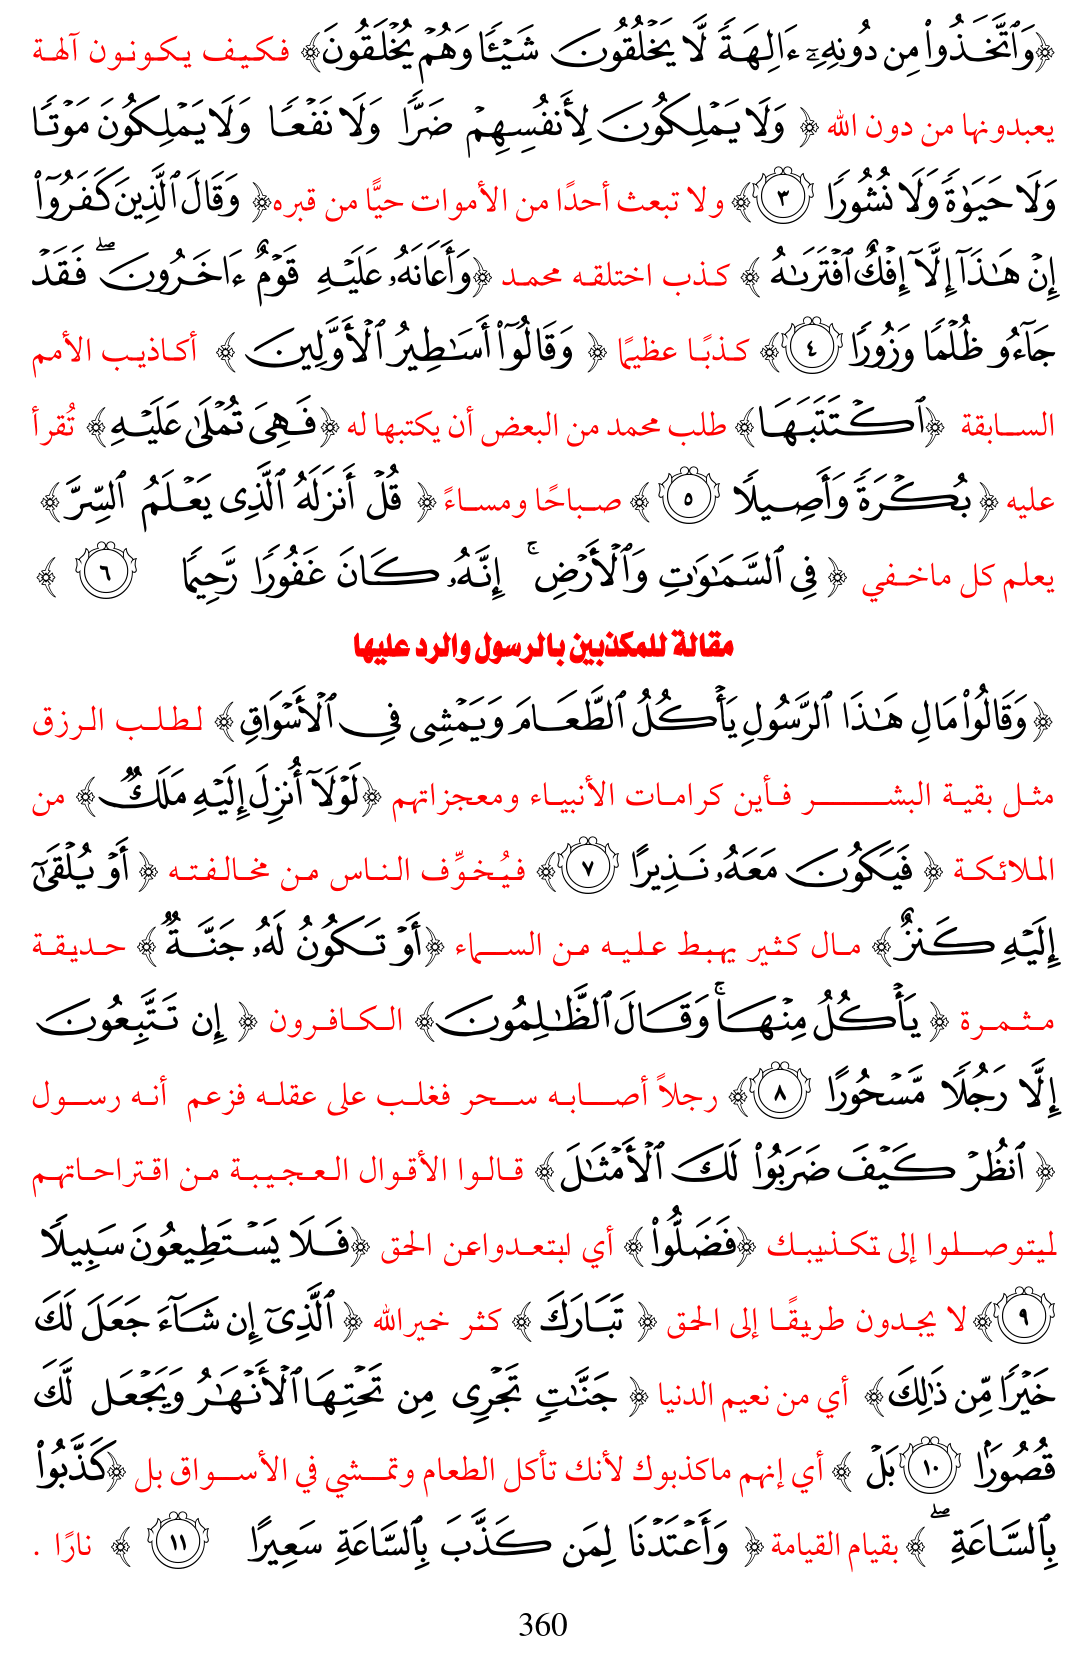 ﴿وَٱتَّخَذُوا۟ مِن دُونِهِۦٓ ءَالِهَةً لَّا يَخْلُقُونَ شَيْـًٔا وَهُمْ يُخْلَقُونَ﴾ فكيف يكونون آلهة
يعبدونها من دون الله ﴿ وَلَا يَمْلِكُونَ لِأَنفُسِهِمْ ضَرًّا وَلَا نَفْعًا وَلَا يَمْلِكُونَ مَوْتًا
وَلَا حَيَوٰةً وَلَا نُشُورًا ٣﴾ ولا تبعث أحدًا من الأموات حيًّا من قبره﴿ وَقَالَ ٱلَّذِينَ كَفَرُوٓا۟
إِنْ هَـٰذَآ إِلَّآ إِفْكٌ ٱفْتَرَىٰهُ ﴾ كذب اختلقه محمد ﴿وَأَعَانَهُۥ عَلَيْهِ قَوْمٌ ءَاخَرُونَ ۖ فَقَدْ
جَآءُو ظُلْمًا وَزُورًا ٤﴾ كذبًا عظيمًا ﴿ وَقَالُوٓا۟ أَسَـٰطِيرُ ٱلْأَوَّلِينَ ﴾ أكاذيب الأمم
السابقة ﴿ٱكْتَتَبَهَا﴾ طلب محمد من البعض أن يكتبها له ﴿فَهِىَ تُمْلَىٰ عَلَيْهِ﴾ تُقرأ
عليه ﴿ بُكْرَةً وَأَصِيلًا ٥ ﴾ صباحًا ومساءً ﴿ قُلْ أَنزَلَهُ ٱلَّذِى يَعْلَمُ ٱلسِّرَّ ﴾
يعلم كل ماخفي ﴿ فِى ٱلسَّمَـٰوَٰتِ وَٱلْأَرْضِ ۚ إِنَّهُۥ كَانَ غَفُورًا رَّحِيمًا ٦ ﴾
مقالة للمكذبين بالرسول والرد عليها
﴿ وَقَالُوا۟ مَالِ هَـٰذَا ٱلرَّسُولِ يَأْكُلُ ٱلطَّعَامَ وَيَمْشِى فِى ٱلْأَسْوَاقِ ﴾ لطلب الرزق
مثل بقية البشر فأين كرامات الأنبياء ومعجزاتهم ﴿لَوْلَآ أُنزِلَ إِلَيْهِ مَلَكٌ ﴾ من
الملائكة ﴿ فَيَكُونَ مَعَهُۥ نَذِيرًا ٧﴾ فيُخوِّف الناس من مخالفته ﴿ أَوْ يُلْقَىٰٓ
إِلَيْهِ كَنزٌ﴾ مال كثير يهبط عليه من السماء ﴿أَوْ تَكُونُ لَهُۥ جَنَّةٌ ﴾ حديقة
مثمرة ﴿ يَأْكُلُ مِنْهَا ۚ وَقَالَ ٱلظَّـٰلِمُونَ﴾ الكافرون ﴿ إِن تَتَّبِعُونَ
إِلَّا رَجُلًا مَّسْحُورًا ٨﴾ رجلاً أصابه سحر فغلب على عقله فزعم أنه رسول
﴿ ٱنظُرْ كَيْفَ ضَرَبُوا۟ لَكَ ٱلْأَمْثَـٰلَ ﴾ قالوا الأقوال العجيبة من اقتراحاتهم
ليتوصلوا إلى تكذيبك ﴿فَضَلُّوا۟ ﴾ أي ابتعدواعن الحق ﴿فَلَا يَسْتَطِيعُونَ سَبِيلًا
٩﴾ لا يجدون طريقًا إلى الحق ﴿ تَبَارَكَ ﴾ كثر خيرالله ﴿ ٱلَّذِىٓ إِن شَآءَ جَعَلَ لَكَ
خَيْرًا مِّن ذَٰلِكَ﴾ أي من نعيم الدنيا ﴿ جَنَّـٰتٍ تَجْرِى مِن تَحْتِهَا ٱلْأَنْهَـٰرُ وَيَجْعَل لَّكَ
قُصُورًۢا ١٠ بَلْ ﴾ أي إنهم ماكذبوك لأنك تأكل الطعام وتمشي في الأسواق بل ﴿كَذَّبُوا۟
بِٱلسَّاعَةِ ۖ ﴾ بقيام القيامة ﴿ وَأَعْتَدْنَا لِمَن كَذَّبَ بِٱلسَّاعَةِ سَعِيرًا ١١ ﴾ نارًا .
360